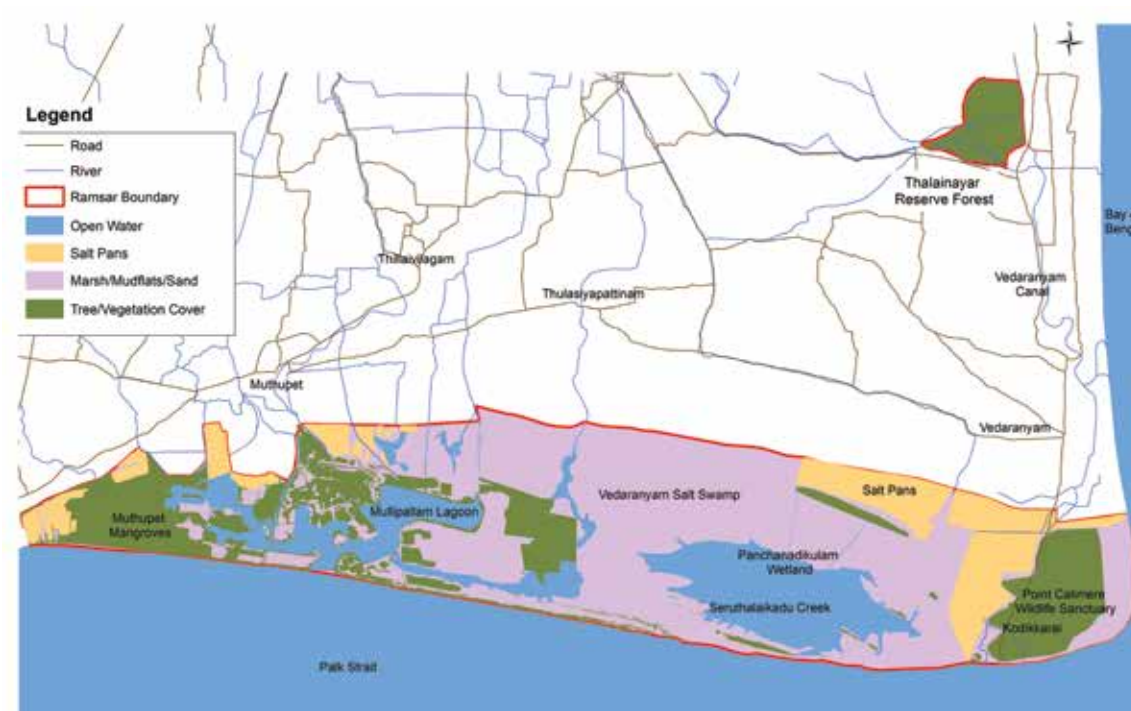 Legend
Road
River
Ramsar Boundary
Open Water
Salt Pans
Marsh/Mudflats/Sand
Tree/Vegetation Cover
Thalainayar
Reserve Forest
Bay
Vedaranyam
Canal
Thillaivilagam
Thulasiyapattinam
Muthupet
Vedaranyam
Vedaranyam Salt Swamp
Salt Pans
Mullipallam Lagoon
Muthupet
Mangroves
Panchanadikulam
Wetland
Seruthalaikadu Creek
Point Calimere
Wildlife Sanctuary
Kodikkarai
Palk Strait